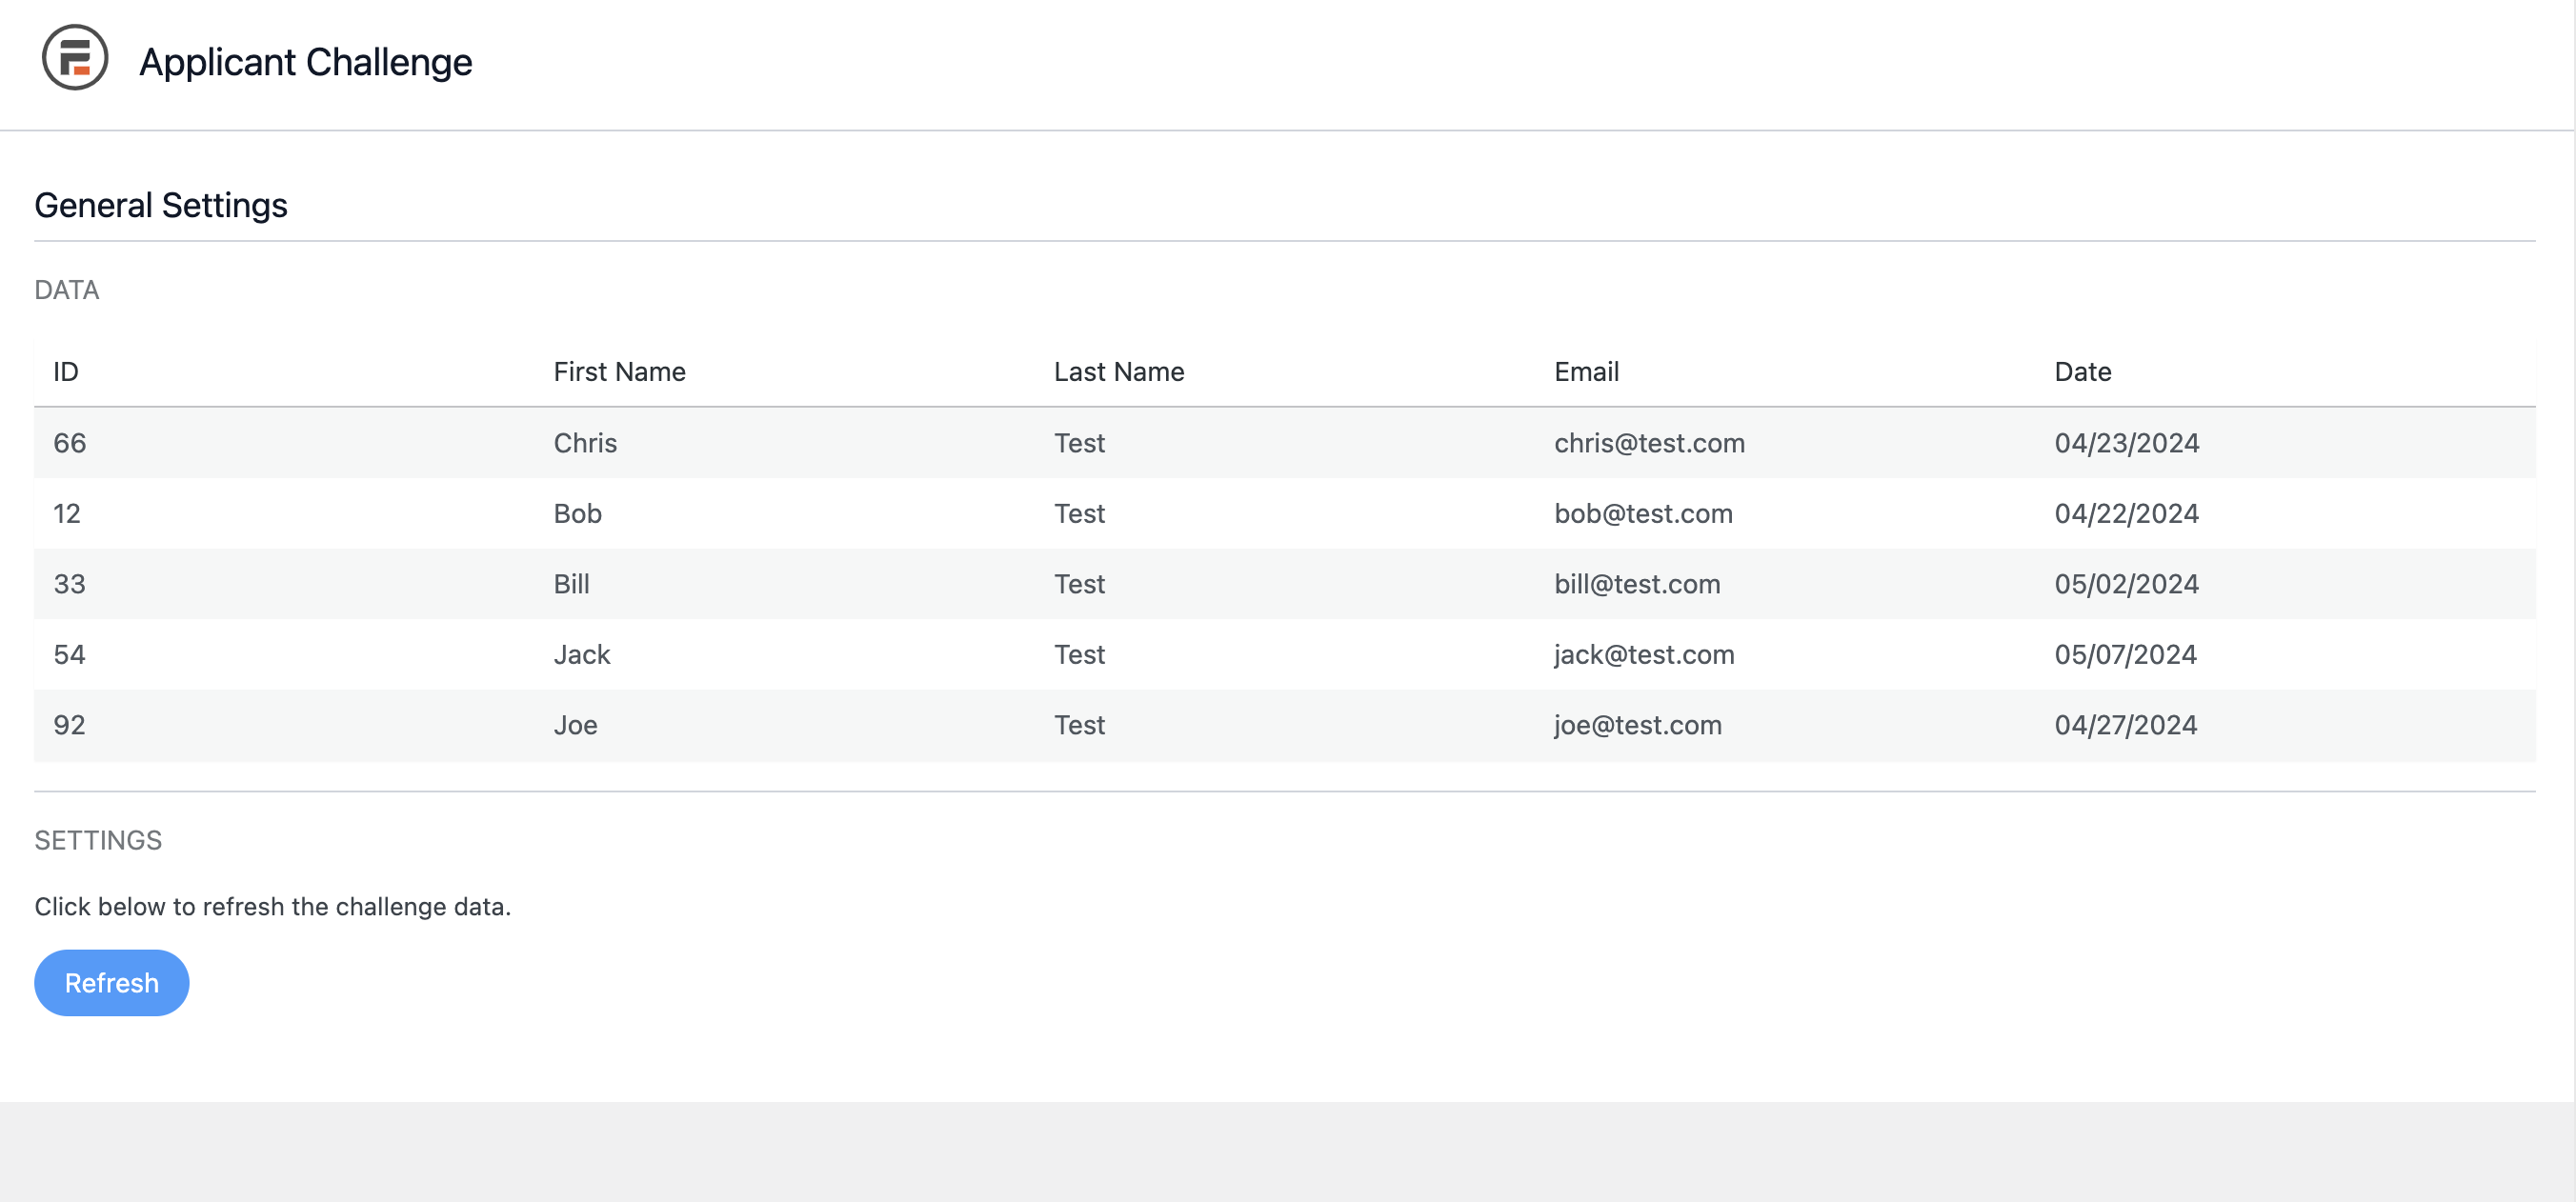 Applicant Challenge
General Settings
DATA
ID First Name Last Name Email Date
66 Chris Test chris@test.com 04/23/2024
12 Bob Test bob@test.com 04/22/2024
33 Bill Test bill@test.com 05/02/2024
54 Jack Test jack@test.com 05/07/2024
92 Joe Test joe@test.com 04/27/2024
SETTINGS
Click below to refresh the challenge data.
Refresh